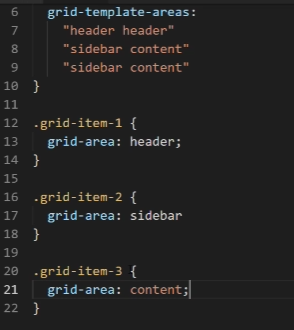 6 grid-template-areas:
7 "header header"
8 "sidebar content"
9 "sidebar content"
10 }
11
12 .grid-item-1 {
13 grid-area: header;
14 }
15
16 .grid-item-2 {
17 grid-area: sidebar
18 }
19
20 .grid-item-3 {
21 grid-area: content;
22 }